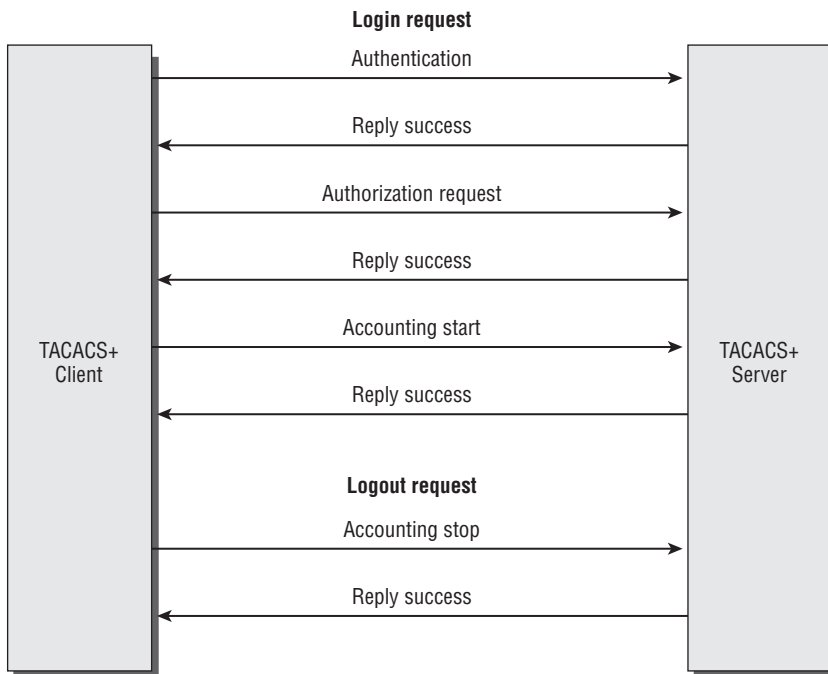 Login request
Authentication
Reply success
Authorization request
Reply success
Accounting start
TACACS+
Client
TACACS+
Server
Reply success
Logout request
Accounting stop
Reply success